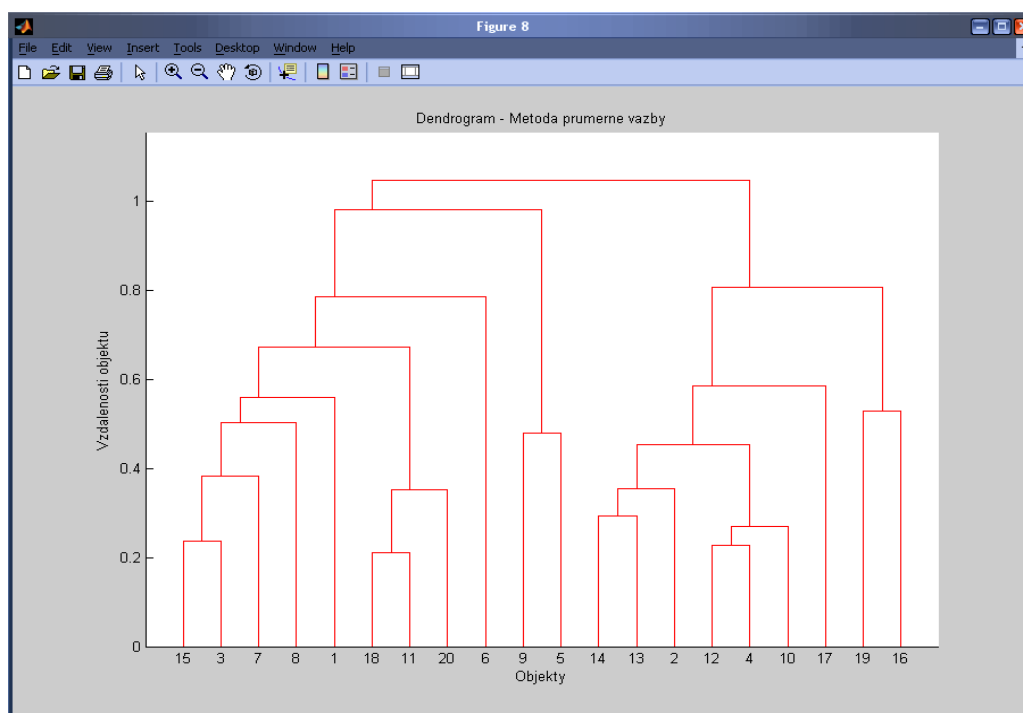 Figure 8
File Edit View Insert Tools Desktop Window Help
Dendrogram - Metoda prumerne vazby
Vzdalenosti objektu
1
0.8
0.6
0.4
0.2
0
15 3 7 8 1 18 11 20 6 9 5 14 13 2 12 4 10 17 19 16
Objekty